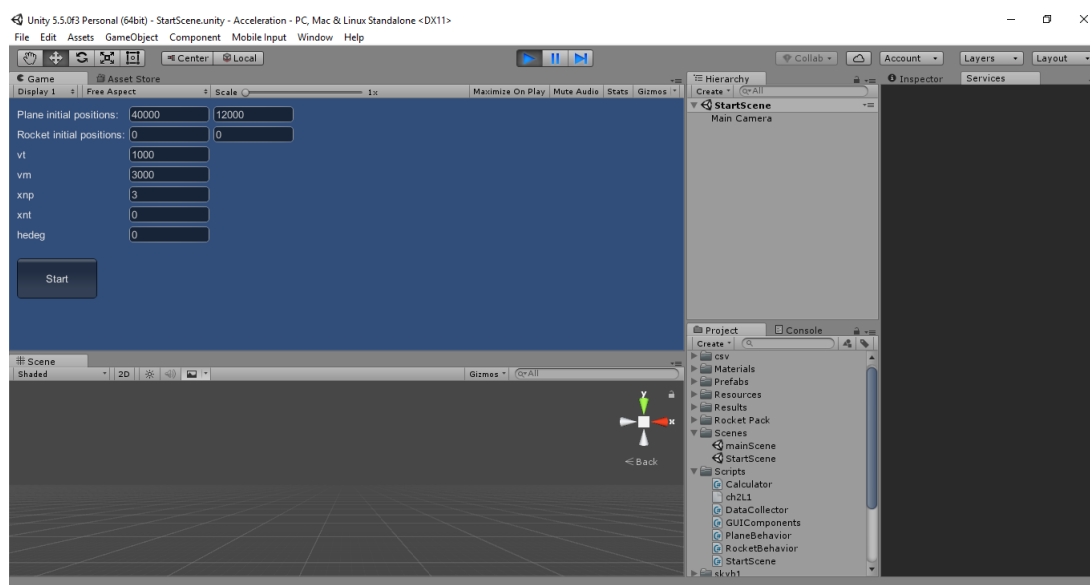 Unity 5.5.0f3 Personal (64bit) - StartScene.unity - Acceleration - PC, Mac & Linux Standalone <DX11>
File Edit Assets GameObject Component Mobile Input Window Help
Center Local Collab Account Layers Layout
Game Asset Store
Display 1 Free Aspect Scale 1x Maximize On Play Mute Audio Stats Gizmos
Plane initial positions: 40000 12000
Rocket initial positions: 0 0
vt 1000
vm 3000
xnp 3
xnt 0
hedeg 0
Start
Scene
Shaded 2D Gizmos All
y
x
Back
Hierarchy
Create All
StartScene
Main Camera
Project Console
Create
csv
Materials
Prefabs
Resources
Results
Rocket Pack
Scenes
mainScene
StartScene
Scripts
Calculator
ch2L1
DataCollector
GUIComponents
PlaneBehavior
RocketBehavior
StartScene
skyb1
Inspector Services